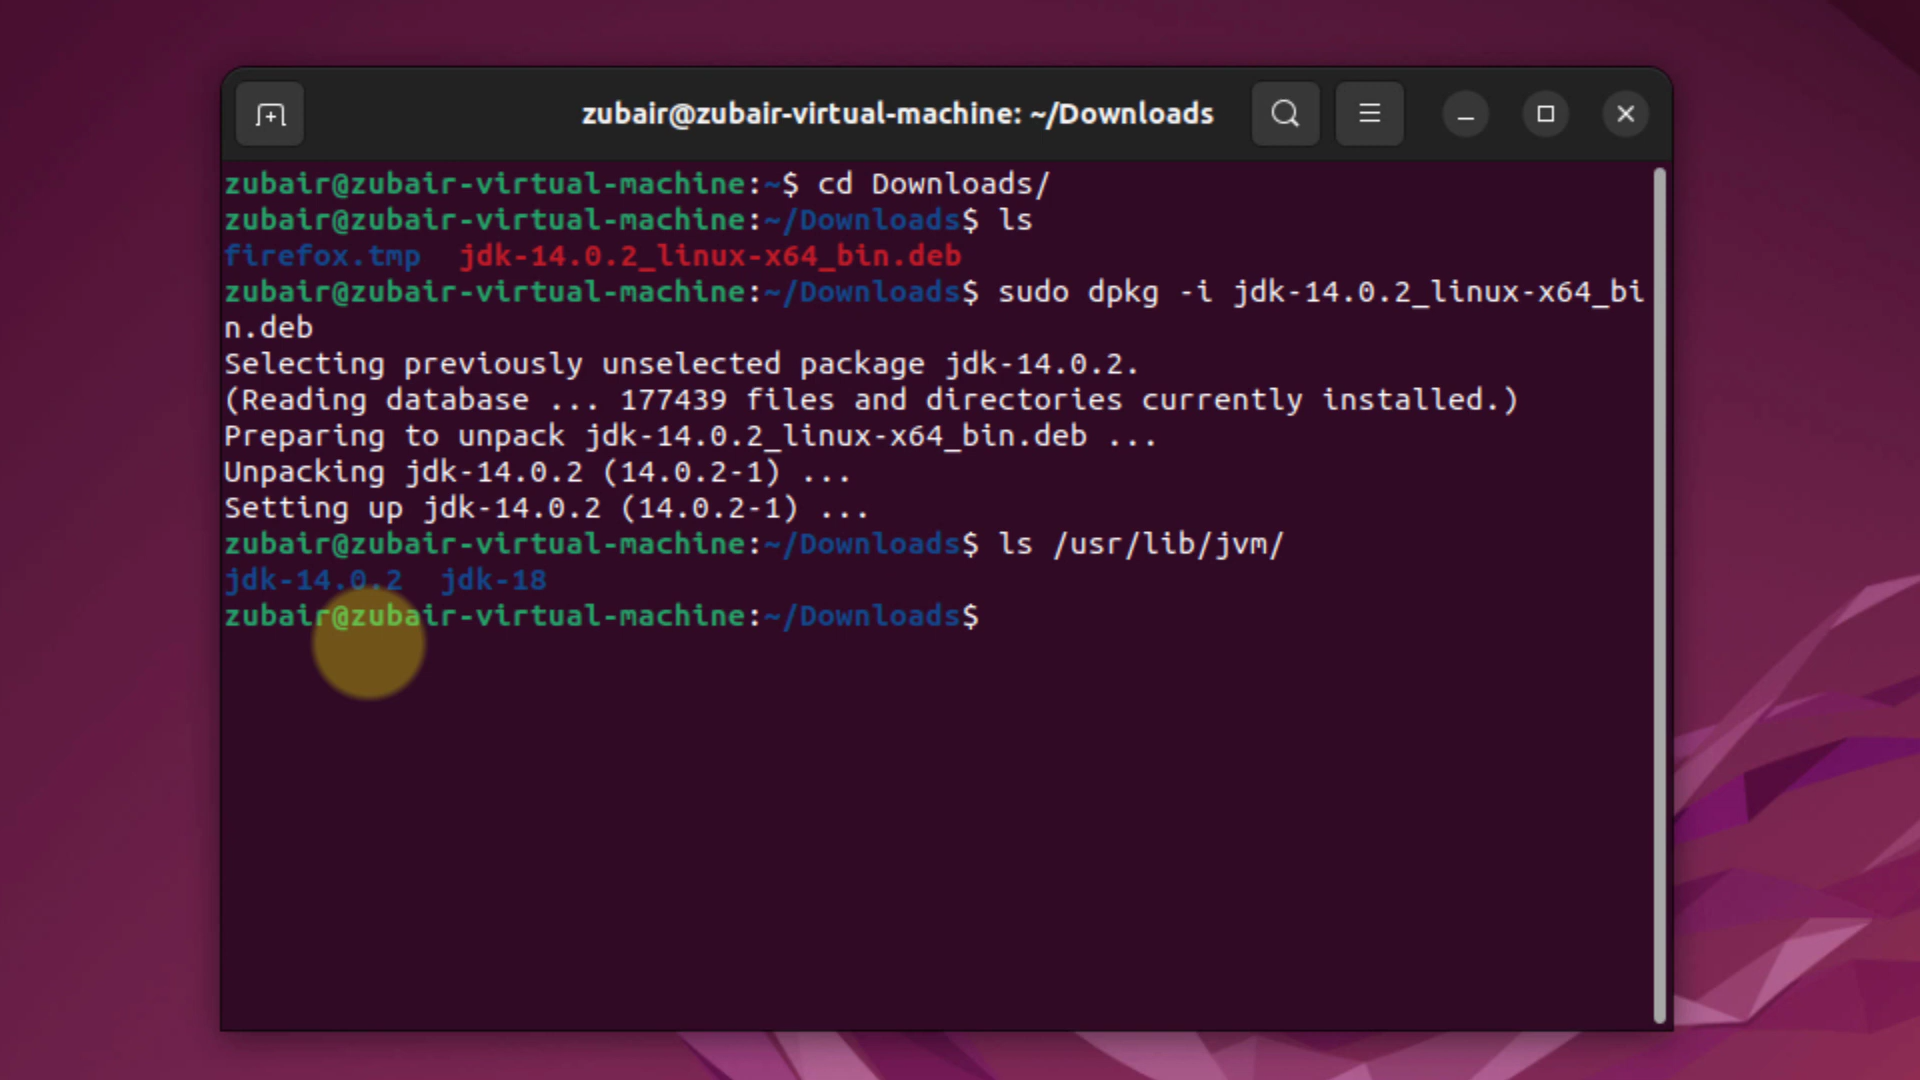 zubair@zubair-virtual-machine: ~/Downloads
zubair@zubair-virtual-machine:~$ cd Downloads/
zubair@zubair-virtual-machine:~/Downloads$ ls
firefox.tmp  jdk-14.0.2_linux-x64_bin.deb
zubair@zubair-virtual-machine:~/Downloads$ sudo dpkg -i jdk-14.0.2_linux-x64_bi
n.deb
Selecting previously unselected package jdk-14.0.2.
(Reading database ... 177439 files and directories currently installed.)
Preparing to unpack jdk-14.0.2_linux-x64_bin.deb ...
Unpacking jdk-14.0.2 (14.0.2-1) ...
Setting up jdk-14.0.2 (14.0.2-1) ...
zubair@zubair-virtual-machine:~/Downloads$ ls /usr/lib/jvm/
jdk-14.0.2  jdk-18
zubair@zubair-virtual-machine:~/Downloads$